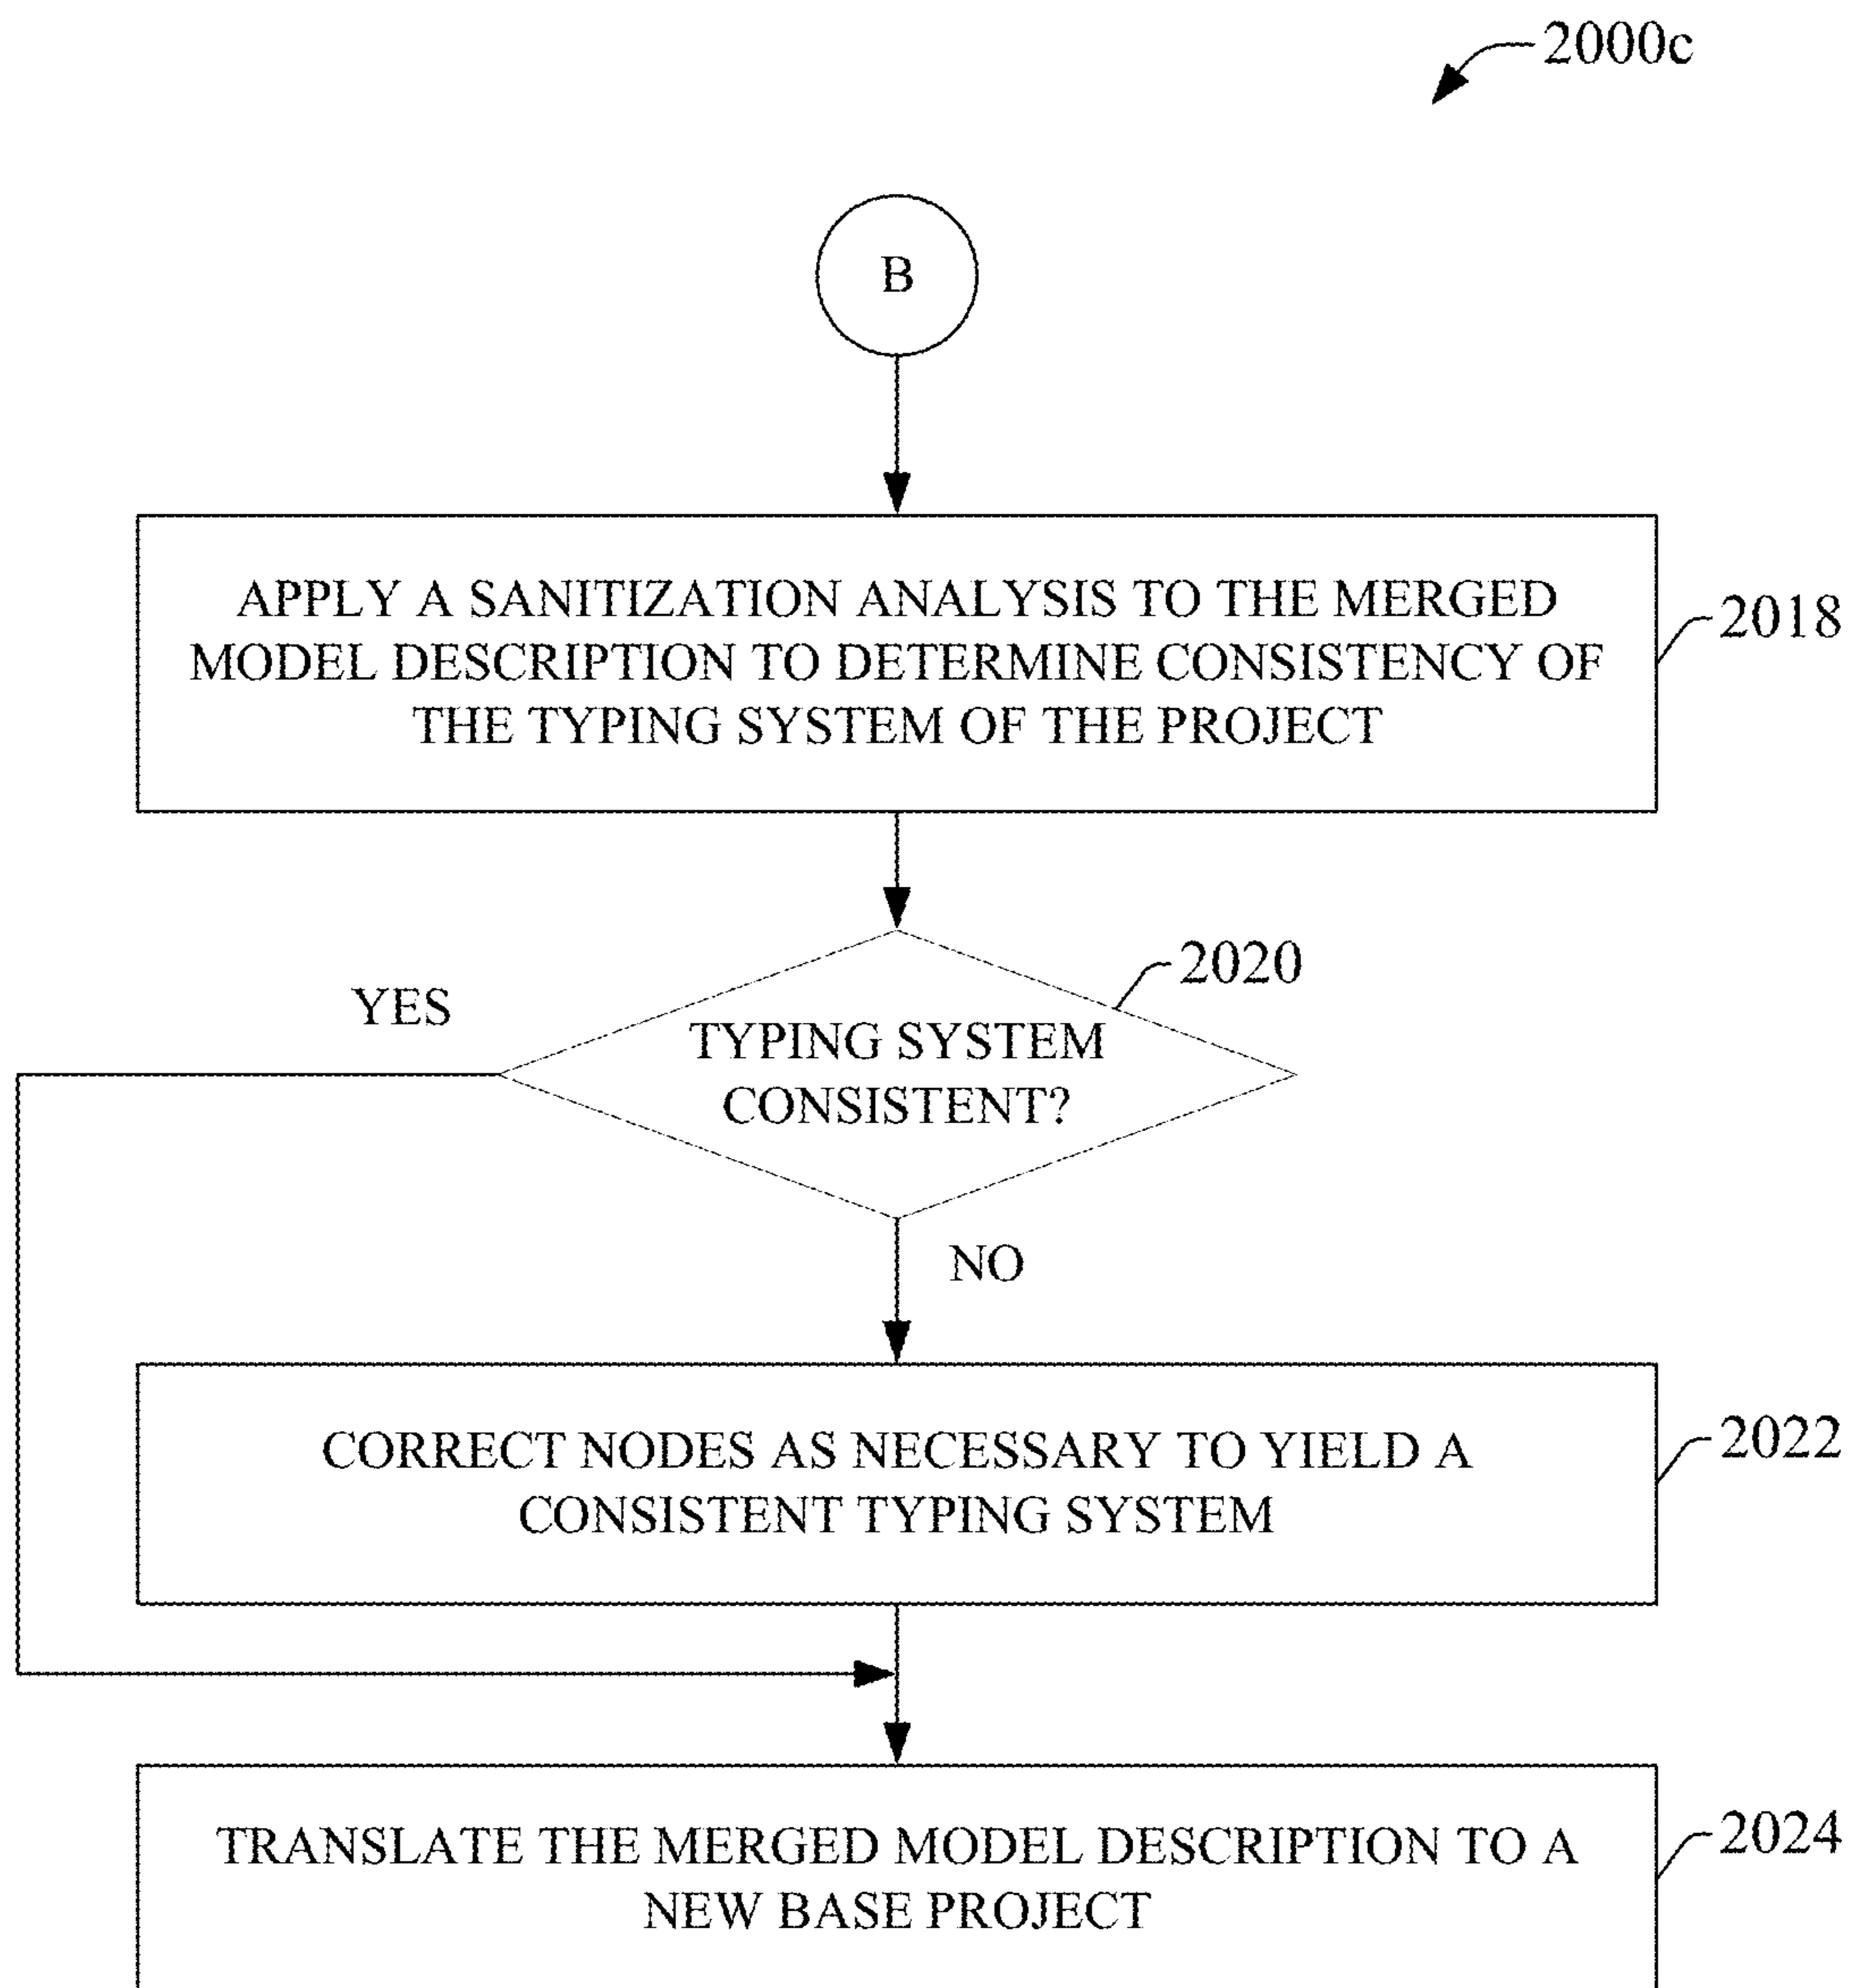 2000c
B
APPLY A SANITIZATION ANALYSIS TO THE MERGED
MODEL DESCRIPTION TO DETERMINE CONSISTENCY OF
THE TYPING SYSTEM OF THE PROJECT
2018
2020
YES
TYPING SYSTEM
CONSISTENT?
NO
CORRECT NODES AS NECESSARY TO YIELD A
CONSISTENT TYPING SYSTEM
2022
TRANSLATE THE MERGED MODEL DESCRIPTION TO A
NEW BASE PROJECT
2024